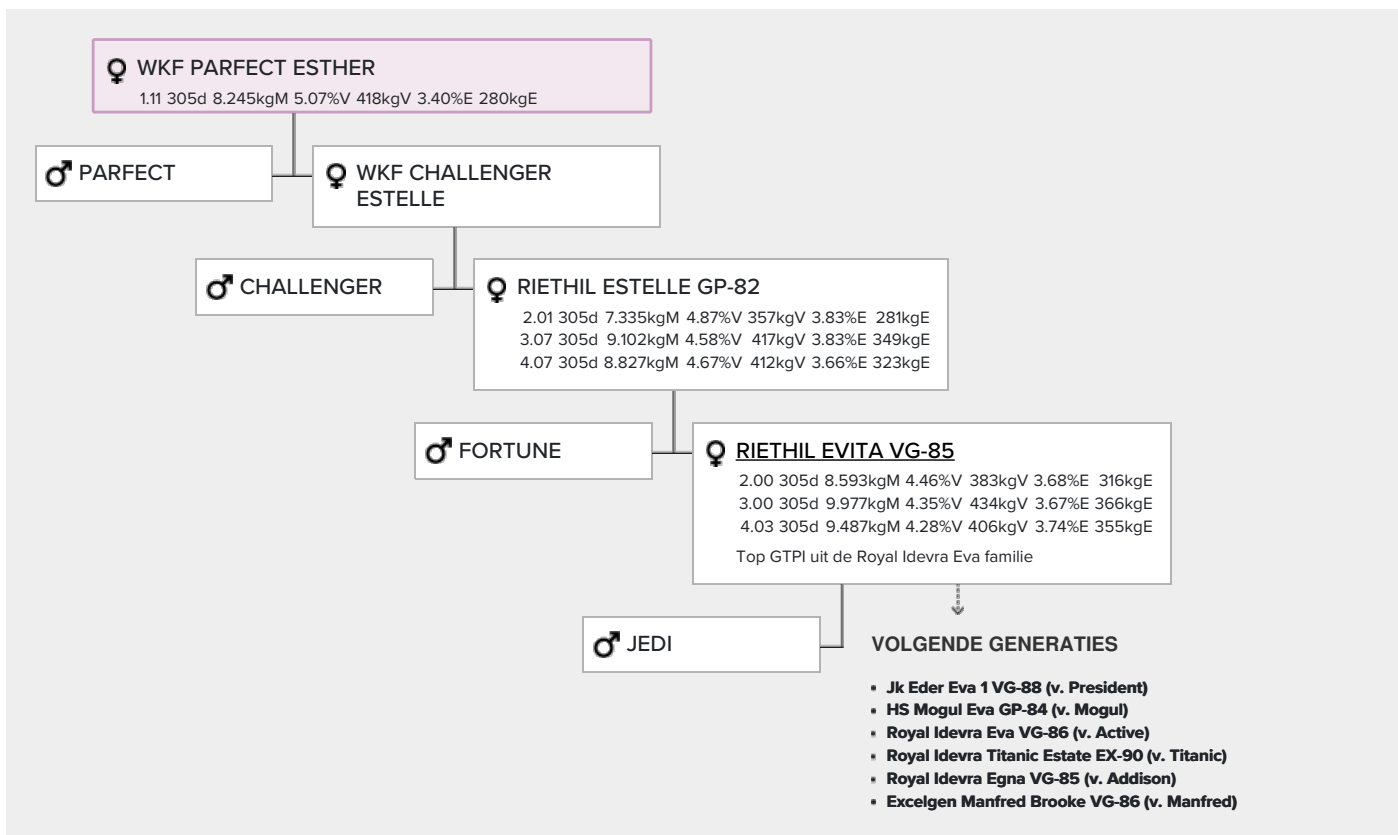 WKF PARFECT ESTHER
1.11 305d 8.245kgM 5.07%V 418kgV 3.40%E 280kgE
PARFECT
WKF CHALLENGER
ESTELLE
CHALLENGER
RIETHIL ESTELLE GP-82
2.01 305d 7.335kgM 4.87%V 357kgV 3.83%E 281kgE
3.07 305d 9.102kgM 4.58%V 417kgV 3.83%E 349kgE
4.07 305d 8.827kgM 4.67%V 412kgV 3.66%E 323kgE
FORTUNE
RIETHIL EVITA VG-85
2.00 305d 8.593kgM 4.46%V 383kgV 3.68%E 316kgE
3.00 305d 9.977kgM 4.35%V 434kgV 3.67%E 366kgE
4.03 305d 9.487kgM 4.28%V 406kgV 3.74%E 355kgE
Top GTPI uit de Royal Idevra Eva familie
JEDI
VOLGENDE GENERATIES
Jk Eder Eva 1 VG-88 (v. President)
HS Mogul Eva GP-84 (v. Mogul)
Royal Idevra Eva VG-86 (v. Active)
Royal Idevra Titanic Estate EX-90 (v. Titanic)
Royal Idevra Egna VG-85 (v. Addison)
Excelgen Manfred Brooke VG-86 (v. Manfred)